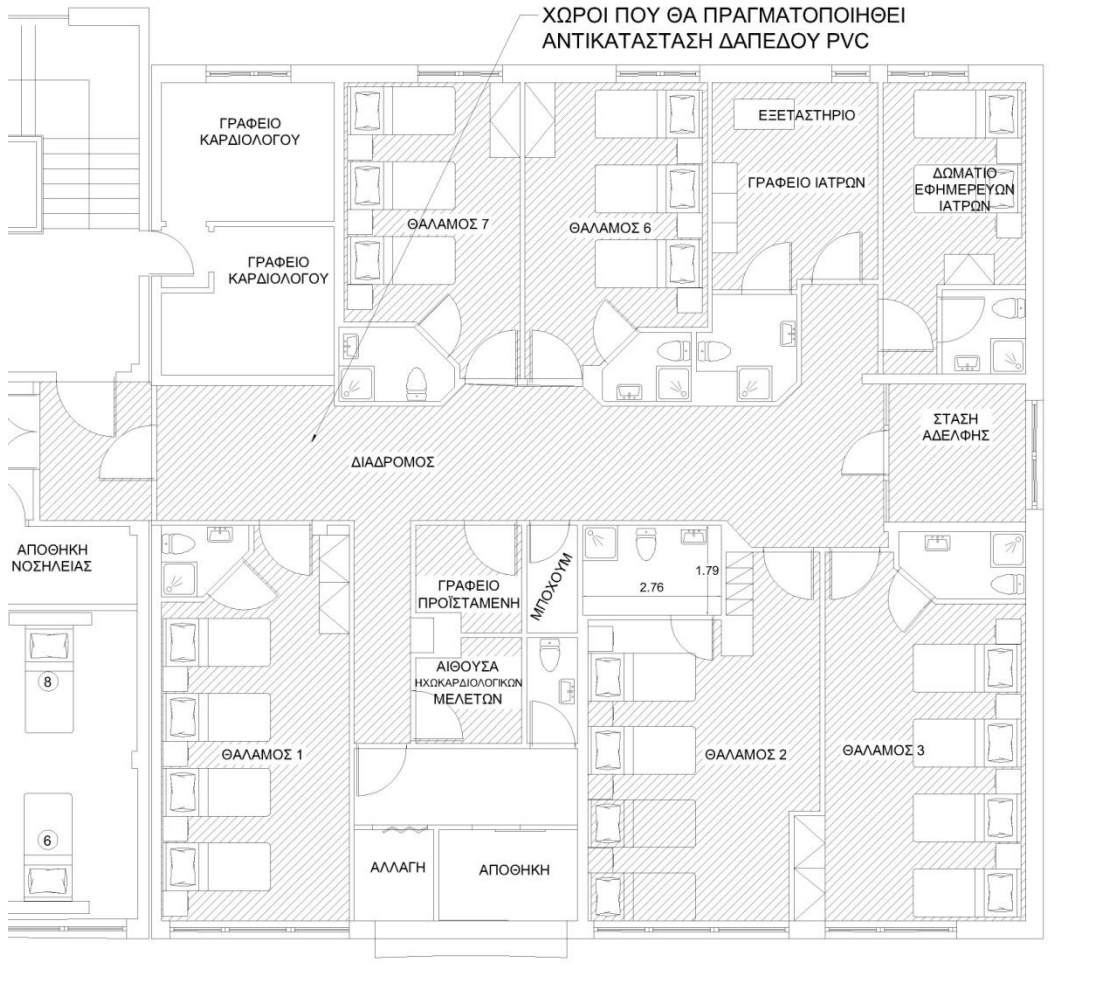 ΧΩΡΟΙ ΠΟΥ ΘΑ ΠΡΑΓΜΑΤΟΠΟΙΗΘΕΙ
ΑΝΤΙΚΑΤΑΣΤΑΣΗ ΔΑΠΕΔΟΥ PVC
ΓΡΑΦΕΙΟ
ΚΑΡΔΙΟΛΟΓΟΥ
ΕΞΕΤΑΣΤΗΡΙΟ
ΓΡΑΦΕΙΟ ΙΑΤΡΩΝ
ΔΩΜΑΤΙΟ
ΕΦΗΜΕΡΕΥΩΝ
ΙΑΤΡΩΝ
ΘΑΛΑΜΟΣ 7
ΘΑΛΑΜΟΣ 6
ΓΡΑΦΕΙΟ
ΚΑΡΔΙΟΛΟΓΟΥ
ΣΤΑΣΗ
ΑΔΕΛΦΗΣ
ΔΙΑΔΡΟΜΟΣ
ΑΠΟΘΗΚΗ
ΝΟΣΗΛΕΙΑΣ
ΓΡΑΦΕΙΟ
ΠΡΟΪΣΤΑΜΕΝΗ
ΜΠΟΧΟΥΜ
1.79
2.76
ΑΙΘΟΥΣΑ
ΗΧΩΚΑΡΔΙΟΛΟΓΙΚΩΝ
ΜΕΛΕΤΩΝ
8
ΘΑΛΑΜΟΣ 1
ΘΑΛΑΜΟΣ 2
ΘΑΛΑΜΟΣ 3
6
ΑΛΛΑΓΗ
ΑΠΟΘΗΚΗ